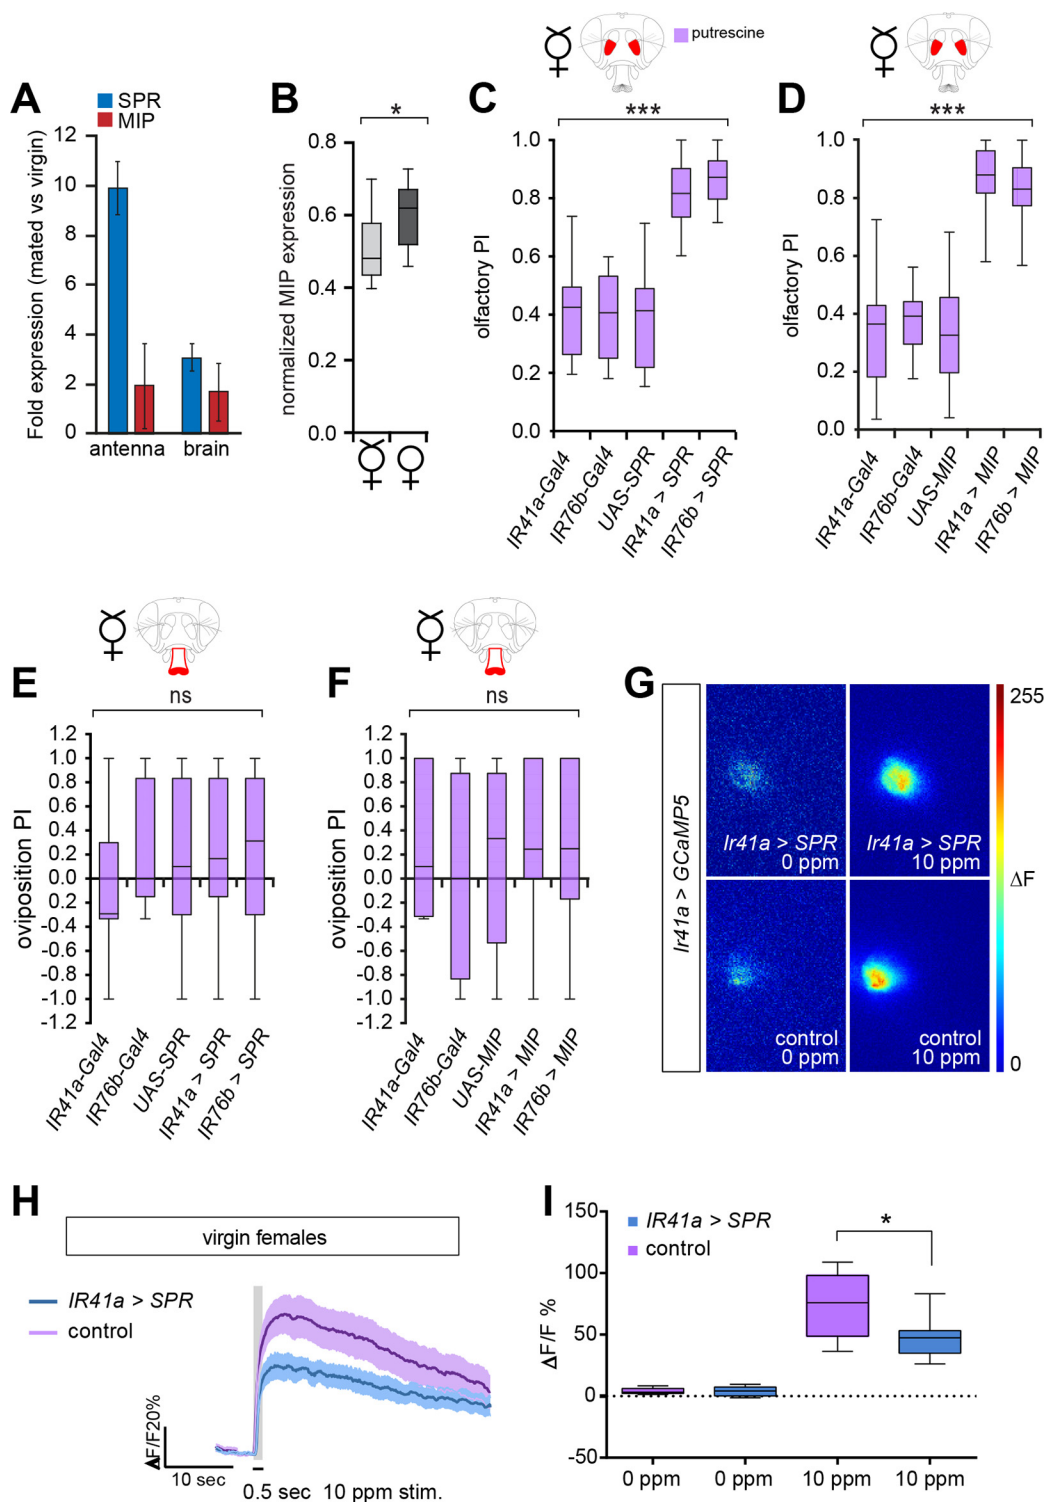 A
SPR
MIP
Fold expression (mated vs virgin)
12
10
8
6
4
2
0
antenna
brain
B
*
normalized MIP expression
0.8
0.6
0.4
0.2
0.0
C
putrescine
***
olfactory PI
1.0
0.8
0.6
0.4
0.2
0.0
IR41a-Gal4
IR76b-Gal4
UAS-SPR
IR41a > SPR
IR76b > SPR
D
***
olfactory PI
1.0
0.8
0.6
0.4
0.2
0.0
IR41a-Gal4
IR76b-Gal4
UAS-MIP
IR41a > MIP
IR76b > MIP
E
ns
oviposition PI
1.2
1.0
0.8
0.6
0.4
0.2
0.0
-0.2
-0.4
-0.6
-0.8
-1.0
-1.2
IR41a-Gal4
IR76b-Gal4
UAS-SPR
IR41a > SPR
IR76b > SPR
F
ns
oviposition PI
1.2
1.0
0.8
0.6
0.4
0.2
0.0
-0.2
-0.4
-0.6
-0.8
-1.0
-1.2
IR41a-Gal4
IR76b-Gal4
UAS-MIP
IR41a > MIP
IR76b > MIP
G
Ir41a > GCaMP5
Ir41a > SPR
0 ppm
Ir41a > SPR
10 ppm
control
0 ppm
control
10 ppm
255
ΔF
0
H
virgin females
IR41a > SPR
control
ΔF/F20%
10 sec
0.5 sec 10 ppm stim.
I
IR41a > SPR
control
*
ΔF/F %
150
100
50
0
-50
0 ppm
0 ppm
10 ppm
10 ppm